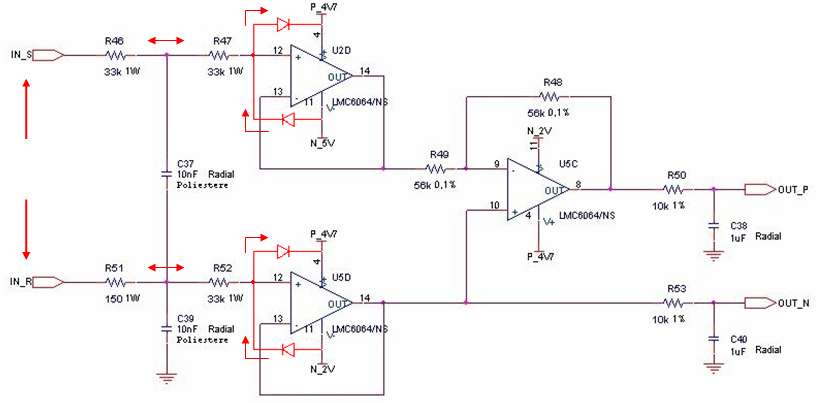 P_4V7
R46
R47
4
U2D
IN_S
12
+
33k 1W
33k 1W
OUT
14
13
-
11
V-
LMC6064/NS
R48
N_5V
56k 0,1%
N_2V
11
R49
9
-
U5C
C37
10nF Radial
Poliestere
56k 0,1%
OUT
8
R50
OUT_P
10
+
4
V+
LMC6064/NS
10k 1%
C38
1uF Radial
P_4V7
P_4V7
R51
R52
4
U5D
IN_R
12
+
150 1W
33k 1W
OUT
14
R53
OUT_N
13
-
11
V-
LMC6064/NS
10k 1%
C39
10nF Radial
Poliestere
N_2V
C40
1uF Radial